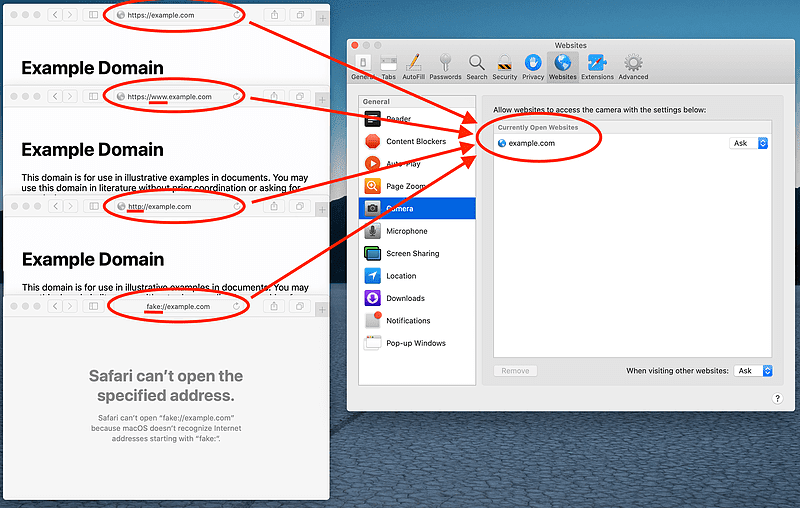 https://example.com
Example Domain
https://www.example.com
Example Domain
This domain is for use in illustrative examples in documents. You may
use this domain in literature without prior coordination or asking for
http://example.com
Example Domain
This domain is for use in illustrative examples in documents. You may
fake://example.com
Safari can’t open the
specified address.
Safari can’t open “fake://example.com”
because macOS doesn’t recognize Internet
addresses starting with “fake:”.
Websites
General Tabs AutoFill Passwords Search Security Privacy Websites Extensions Advanced
General
Reader
Content Blockers
Auto-Play
Page Zoom
Camera
Microphone
Screen Sharing
Location
Downloads
Notifications
Pop-up Windows
Allow websites to access the camera with the settings below:
Currently Open Websites
example.com Ask
Remove
When visiting other websites: Ask
?